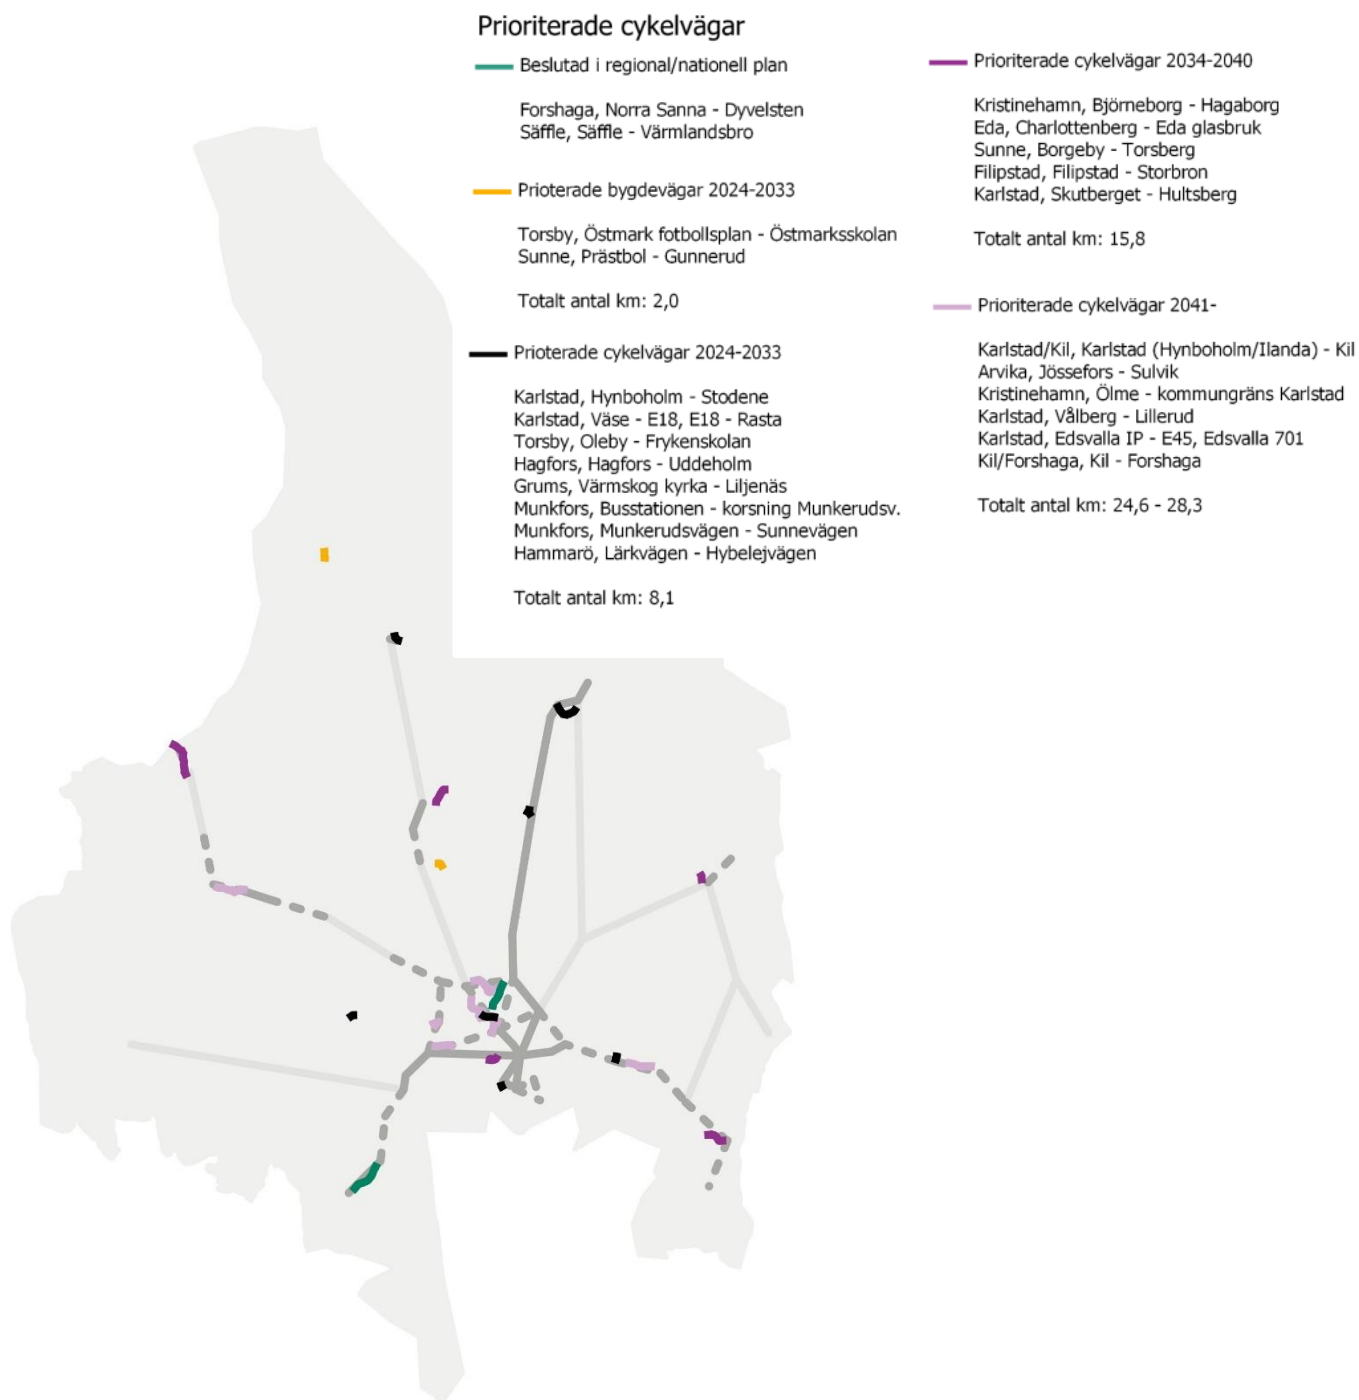 Prioriterade cykelvägar
Beslutad i regional/nationell plan
Forshaga, Norra Sanna - Dyvelsten
Säffle, Säffle - Värmlandsbro
Prioterade bygdevägar 2024-2033
Torsby, Östmark fotbollsplan - Östmarksskolan
Sunne, Prästbol - Gunnerud
Totalt antal km: 2,0
Prioterade cykelvägar 2024-2033
Karlstad, Hynboholm - Stodene
Karlstad, Väse - E18, E18 - Rasta
Torsby, Oleby - Frykenskolan
Hagfors, Hagfors - Uddeholm
Grums, Värmskog kyrka - Liljenäs
Munkfors, Busstationen - korsning Munkerudsv.
Munkfors, Munkerudsvägen - Sunnevägen
Hammarö, Lärkvägen - Hybelejvägen
Totalt antal km: 8,1
Prioriterade cykelvägar 2034-2040
Kristinehamn, Björneborg - Hagaborg
Eda, Charlottenberg - Eda glasbruk
Sunne, Borgeby - Torsberg
Filipstad, Filipstad - Storbron
Karlstad, Skutberget - Hultsberg
Totalt antal km: 15,8
Prioriterade cykelvägar 2041-
Karlstad/Kil, Karlstad (Hynboholm/Ilanda) - Kil
Arvika, Jössefors - Sulvik
Kristinehamn, Ölme - kommungräns Karlstad
Karlstad, Vålberg - Lillerud
Karlstad, Edsvalla IP - E45, Edsvalla 701
Kil/Forshaga, Kil - Forshaga
Totalt antal km: 24,6 - 28,3